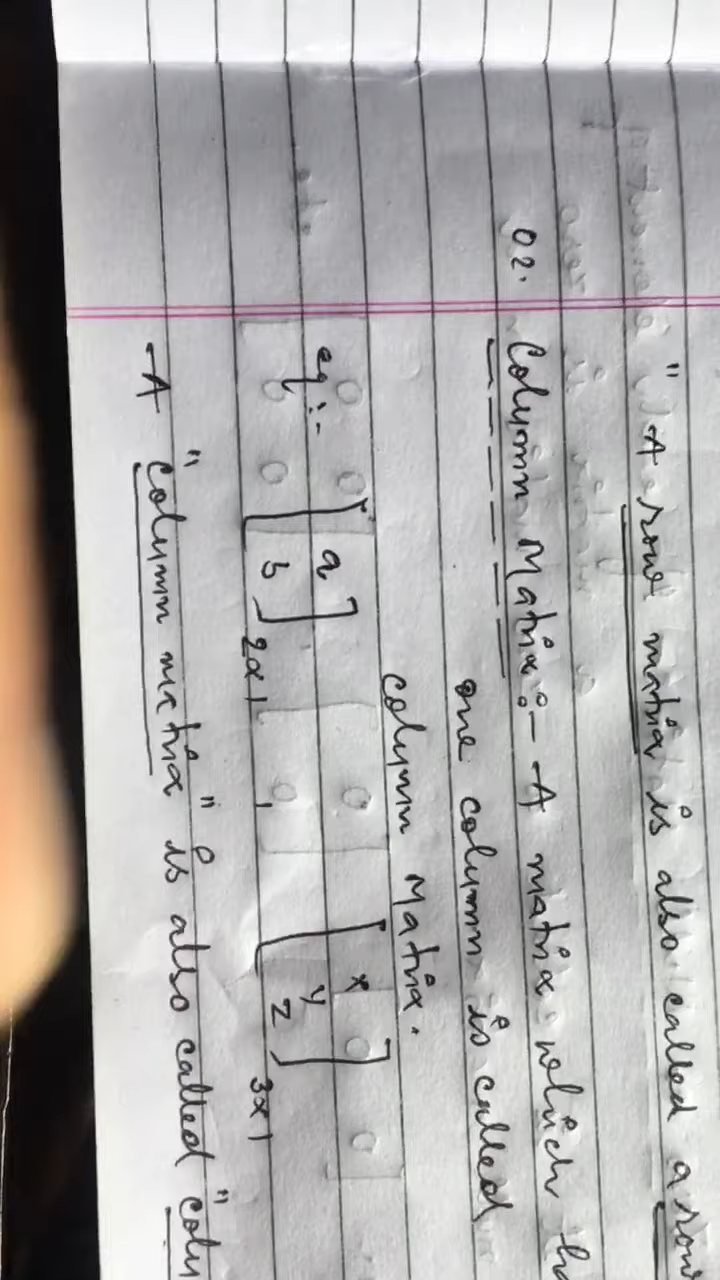 "A row matrix is also called a row
02. Column Matrix :- A matrix which
one column is called
column Matrix.
eg :- [a b] 2x1 , [x y z] 3x1
A "column matrix" is also called "colu